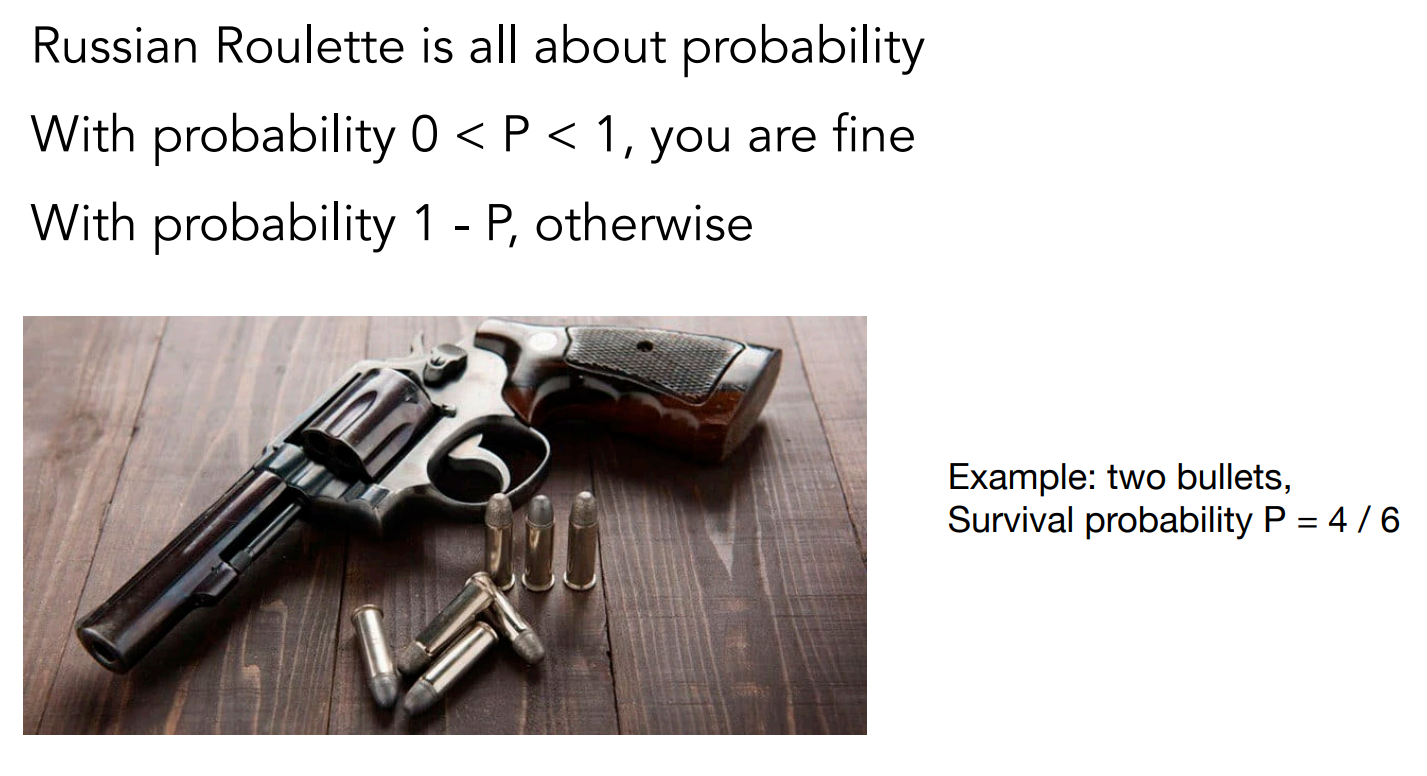 Russian Roulette is all about probability
With probability 0 < P < 1, you are fine
With probability 1 - P, otherwise
Example: two bullets,
Survival probability P = 4 / 6